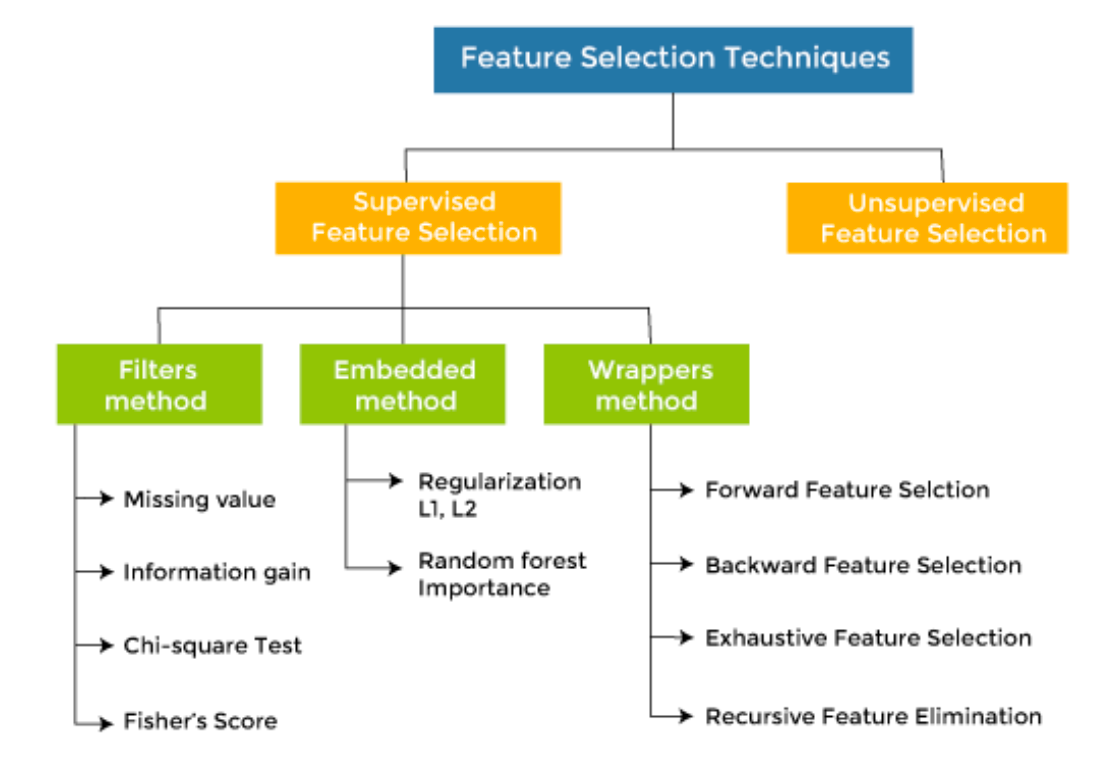 Feature Selection Techniques
Supervised
Feature Selection
Unsupervised
Feature Selection
Filters
method
Embedded
method
Wrappers
method
Missing value
Information gain
Chi-square Test
Fisher's Score
Regularization
L1, L2
Random forest
Importance
Forward Feature Selction
Backward Feature Selection
Exhaustive Feature Selection
Recursive Feature Elimination